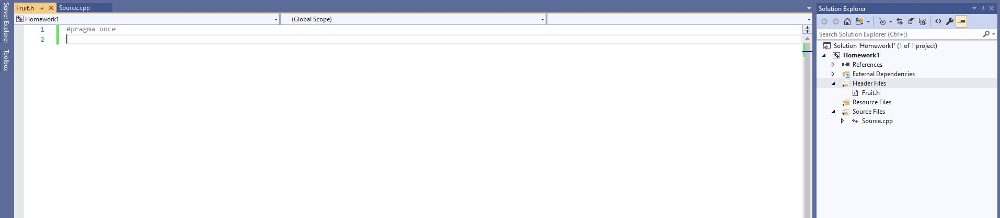 Server Explorer
Toolbox
Fruit.h
Source.cpp
Homework1
(Global Scope)
1
#pragma once
2
Solution Explorer
Search Solution Explorer (Ctrl+;)
Solution 'Homework1' (1 of 1 project)
Homework1
References
External Dependencies
Header Files
Fruit.h
Resource Files
Source Files
Source.cpp